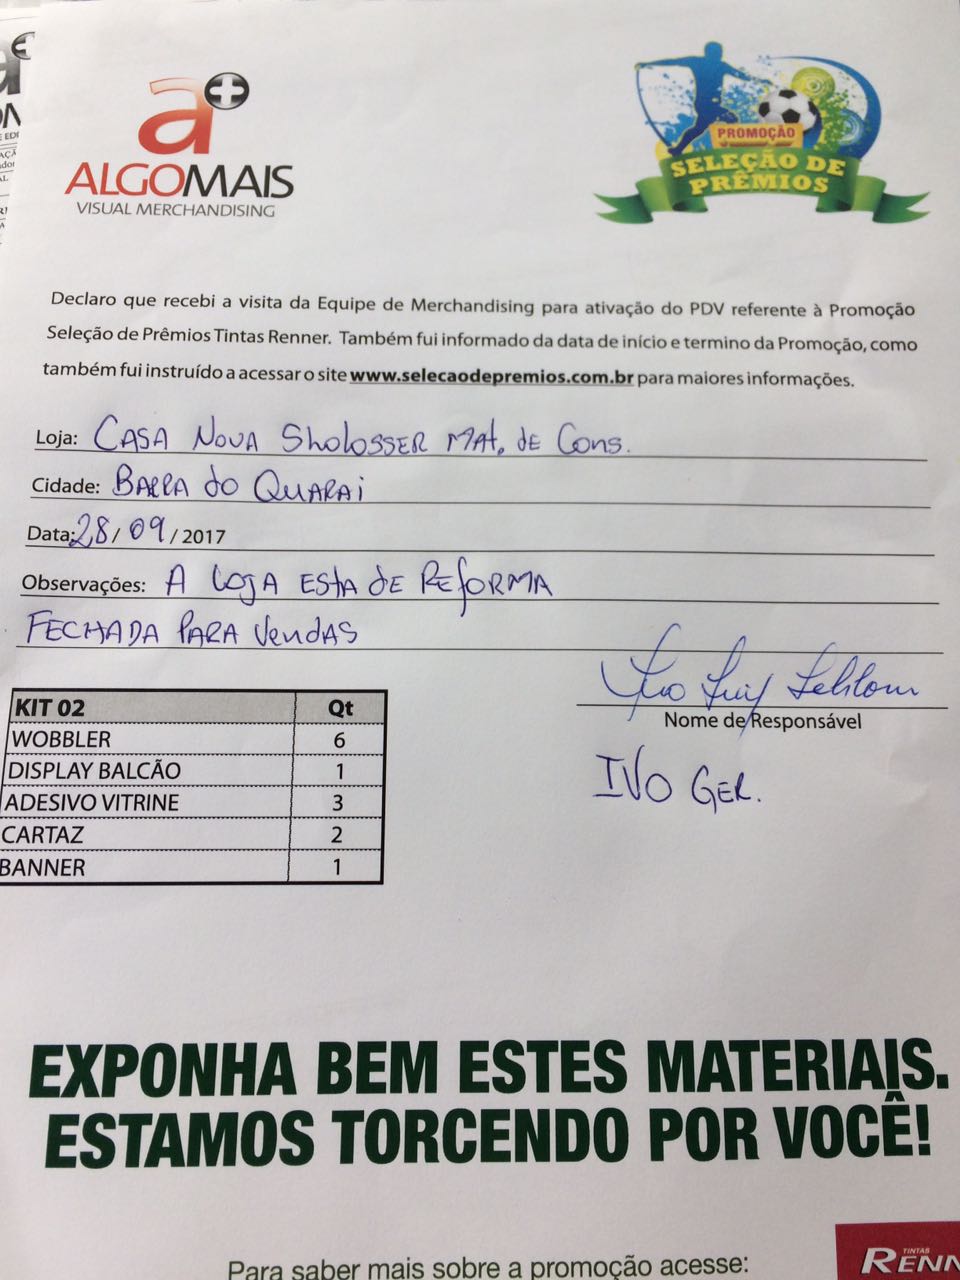 a+
ALGOMAIS
VISUAL MERCHANDISING
PROMOÇÃO
SELEÇÃO DE
PRÊMIOS
Declaro que recebi a visita da Equipe de Merchandising para ativação do PDV referente à Promoção
Seleção de Prêmios Tintas Renner. Também fui informado da data de início e termino da Promoção, como
também fui instruído a acessar o site www.selecaodepremios.com.br para maiores informações.
Loja: CASA NOVA SHOLOSSER MAT. de Cons.
Cidade: BARRA do QUARAI
Data: 28/09/2017
Observações: A LOJA ESTA de REFORMA
FECHADA PARA VendAS
Nome de Responsável
IVO GER.
KIT 02 Qt
WOBBLER 6
DISPLAY BALCÃO 1
ADESIVO VITRINE 3
CARTAZ 2
BANNER 1
EXPONHA BEM ESTES MATERIAIS.
ESTAMOS TORCENDO POR VOCÊ!
Para saber mais sobre a promoção acesse:
TINTAS
RENN